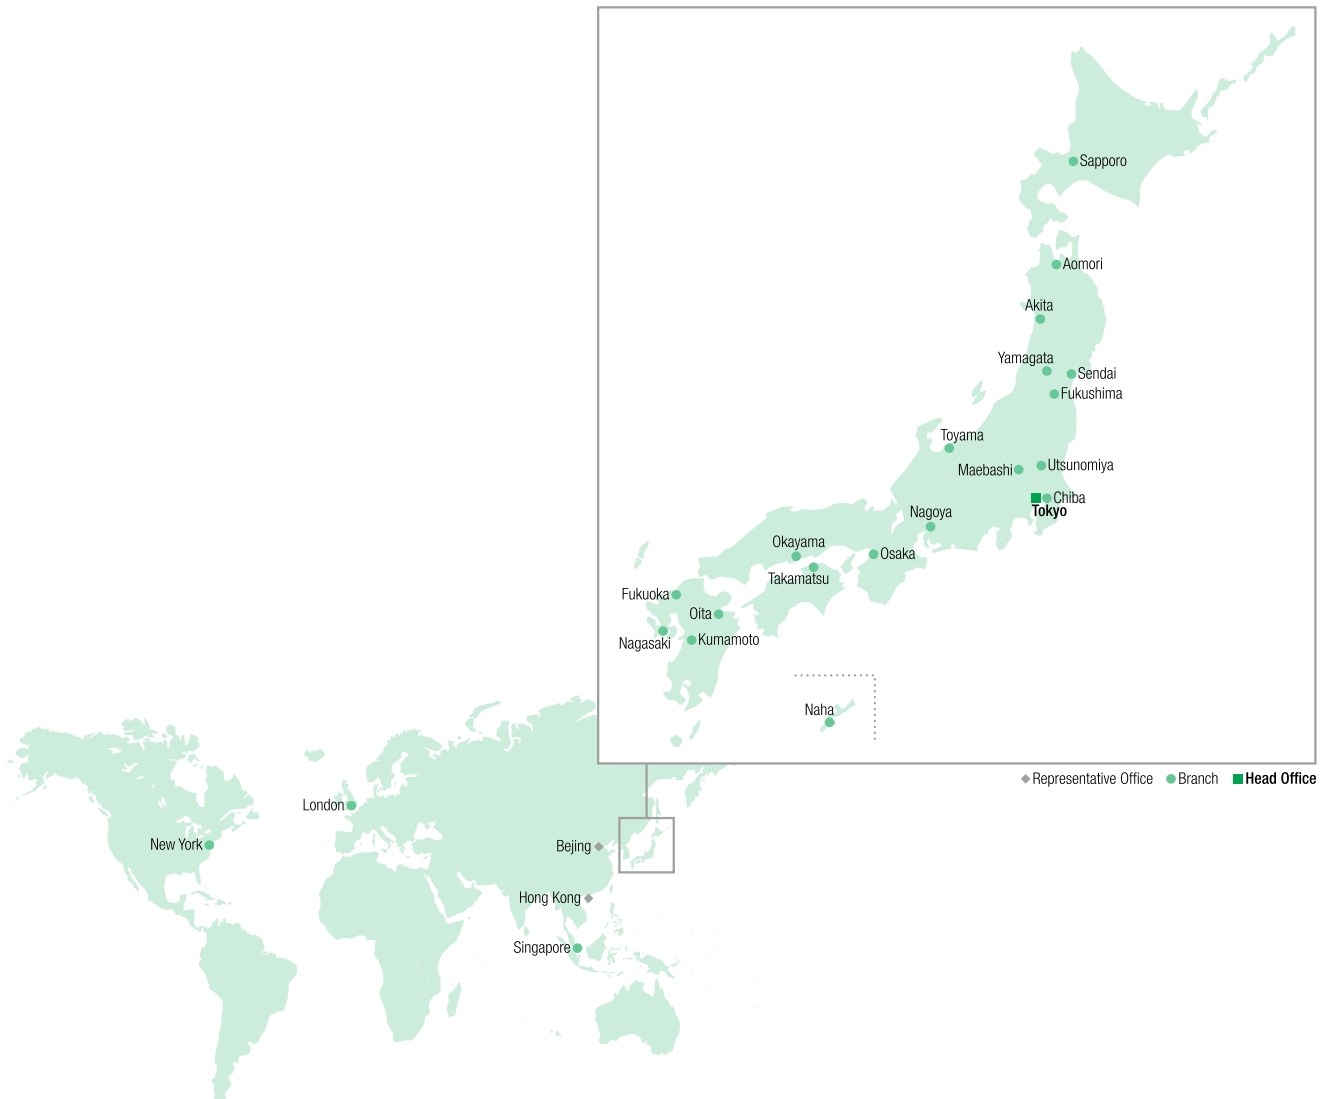 Sapporo
Aomori
Akita
Yamagata
Sendai
Fukushima
Toyama
Maebashi
Utsunomiya
Chiba
Tokyo
Nagoya
Okayama
Osaka
Takamatsu
Fukuoka
Oita
Nagasaki
Kumamoto
Naha
Representative Office
Branch
Head Office
London
New York
Bejing
Hong Kong
Singapore